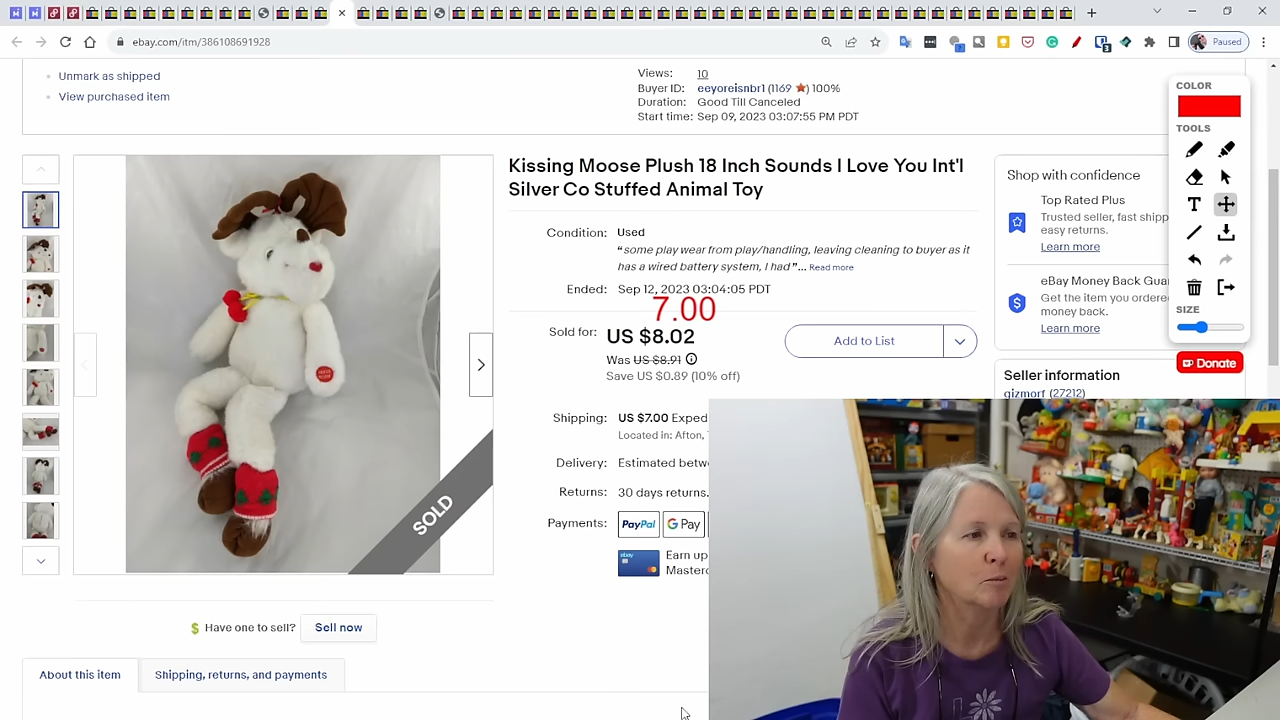 ebay.com/itm/386108691928
Paused
Unmark as shipped
View purchased item
Views: 10
Buyer ID: eeyoreisnbr1 (1169 ★) 100%
Duration: Good Till Canceled
Start time: Sep 09, 2023 03:07:55 PM PDT
Kissing Moose Plush 18 Inch Sounds I Love You Int'l
Silver Co Stuffed Animal Toy
Condition: Used
“some play wear from play/handling, leaving cleaning to buyer as it
has a wired battery system, I had”... Read more
Ended: Sep 12, 2023 03:04:05 PDT
7.00
Sold for: US $8.02
Was US $8.91
Save US $0.89 (10% off)
Add to List
Shipping: US $7.00 Exped
Located in: Afton,
Delivery: Estimated betw
Returns: 30 days returns.
Payments: PayPal G Pay
ebay
Earn up
Masterc
SOLD
Have one to sell? Sell now
About this item
Shipping, returns, and payments
Shop with confidence
Top Rated Plus
Trusted seller, fast shipp
easy returns.
Learn more
eBay Money Back Gua
Get the item you ordere
money back.
Learn more
Seller information
gizmorf (27212)
COLOR
TOOLS
T
SIZE
Donate